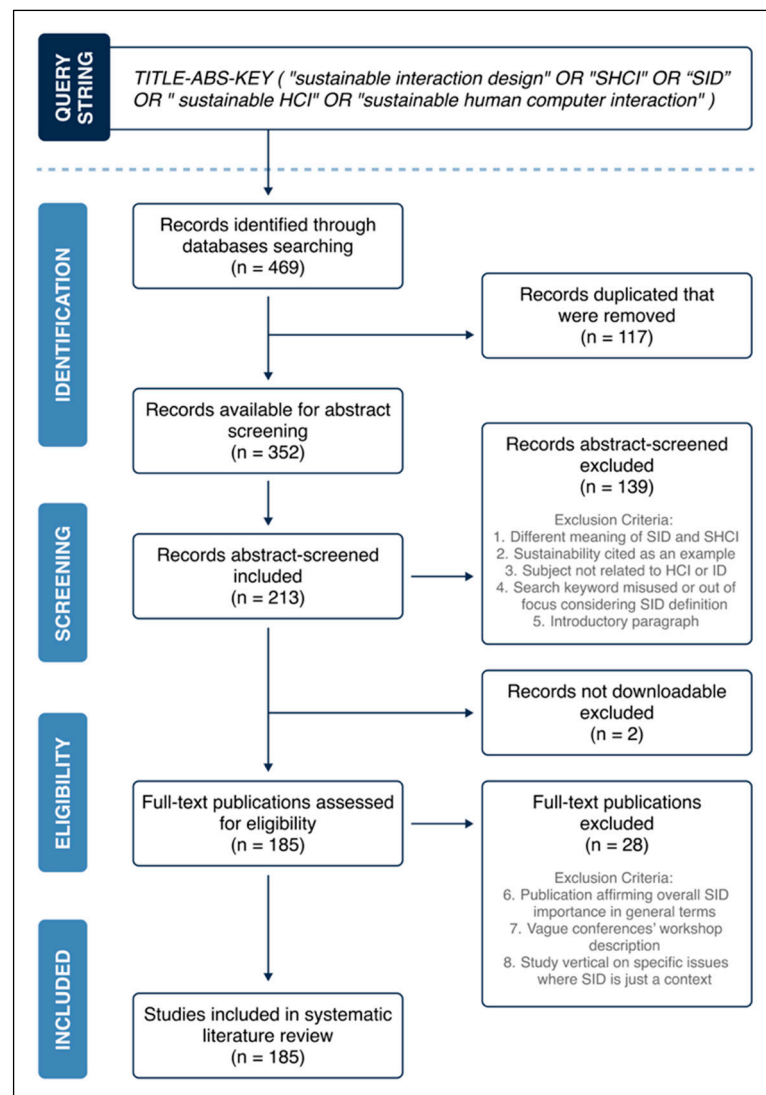 QUERY
STRING
TITLE-ABS-KEY ( "sustainable interaction design" OR "SHCI" OR “SID”
OR " sustainable HCI" OR "sustainable human computer interaction" )
IDENTIFICATION
Records identified through
databases searching
(n = 469)
Records duplicated that
were removed
(n = 117)
Records available for abstract
screening
(n = 352)
Records abstract-screened
excluded
(n = 139)
Exclusion Criteria:
1. Different meaning of SID and SHCI
2. Sustainability cited as an example
3. Subject not related to HCI or ID
4. Search keyword misused or out of
focus considering SID definition
5. Introductory paragraph
SCREENING
Records abstract-screened
included
(n = 213)
Records not downloadable
excluded
(n = 2)
ELIGIBILITY
Full-text publications assessed
for eligibility
(n = 185)
Full-text publications
excluded
(n = 28)
Exclusion Criteria:
6. Publication affirming overall SID
importance in general terms
7. Vague conferences’ workshop
description
8. Study vertical on specific issues
where SID is just a context
INCLUDED
Studies included in systematic
literature review
(n = 185)